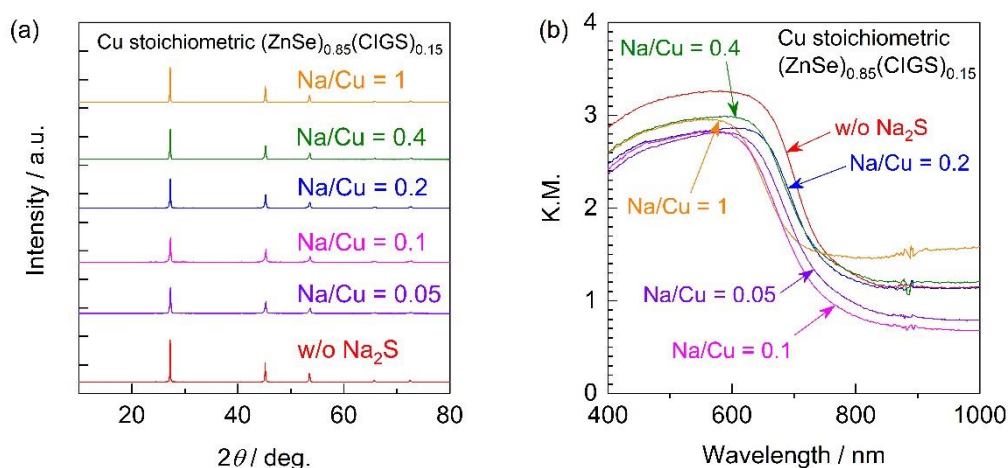 (a)
Cu stoichiometric (ZnSe)0.85(CIGS)0.15
Na/Cu = 1
Na/Cu = 0.4
Na/Cu = 0.2
Na/Cu = 0.1
Na/Cu = 0.05
w/o Na2S
Intensity / a.u.
20
40
60
80
2θ / deg.
(b)
Cu stoichiometric
(ZnSe)0.85(CIGS)0.15
Na/Cu = 0.4
w/o Na2S
Na/Cu = 0.2
Na/Cu = 1
Na/Cu = 0.05
Na/Cu = 0.1
K.M.
4
3
2
1
0
400
600
800
1000
Wavelength / nm